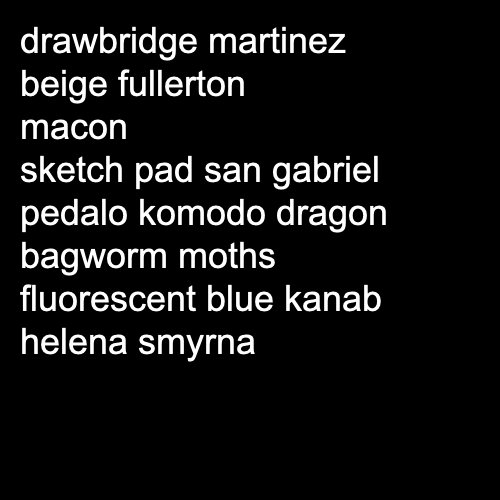 drawbridge martinez
beige fullerton
macon
sketch pad san gabriel
pedalo komodo dragon
bagworm moths
fluorescent blue kanab
helena smyrna